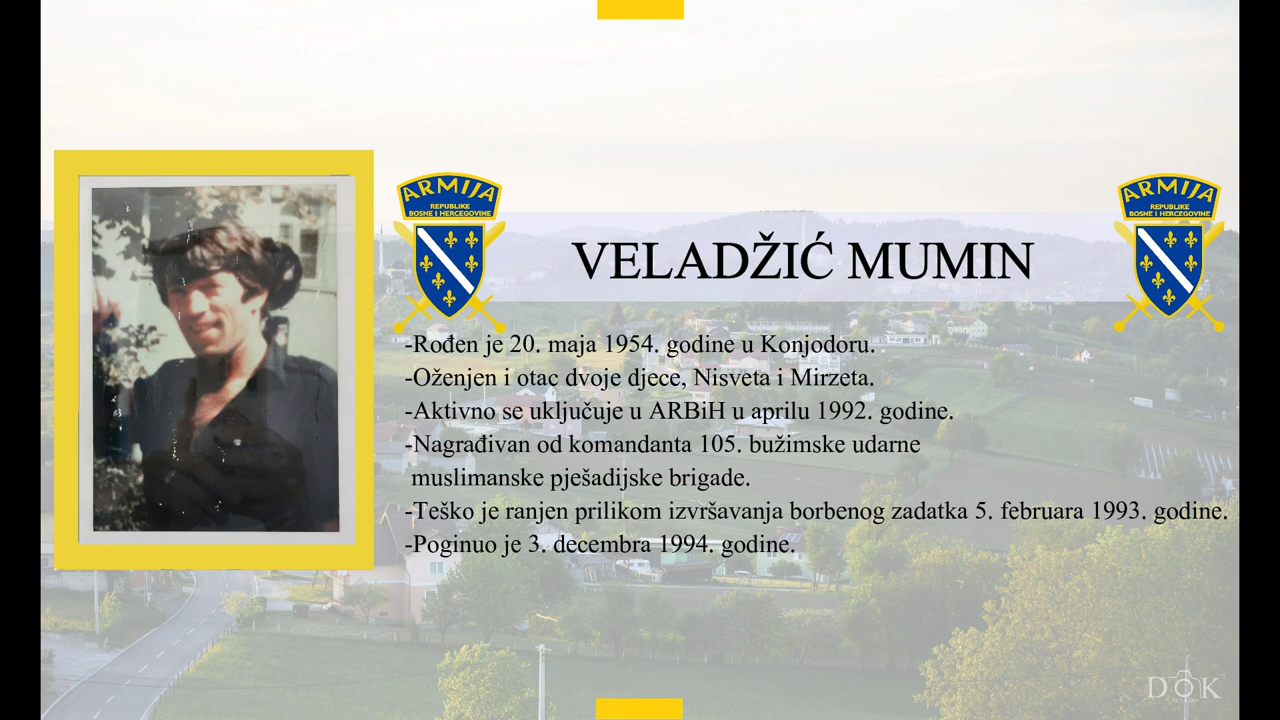 ARMIJA
REPUBLIKE
BOSNE I HERCEGOVINE
ARMIJA
REPUBLIKE
BOSNE I HERCEGOVINE
VELADŽIĆ MUMIN
-Rođen je 20. maja 1954. godine u Konjodoru.
-Oženjen i otac dvoje djece, Nisveta i Mirzeta.
-Aktivno se uključuje u ARBiH u aprilu 1992. godine.
-Nagrađivan od komandanta 105. bužimske udarne
muslimanske pješadijske brigade.
-Teško je ranjen prilikom izvršavanja borbenog zadatka 5. februara 1993. godine.
-Poginuo je 3. decembra 1994. godine.
DOK